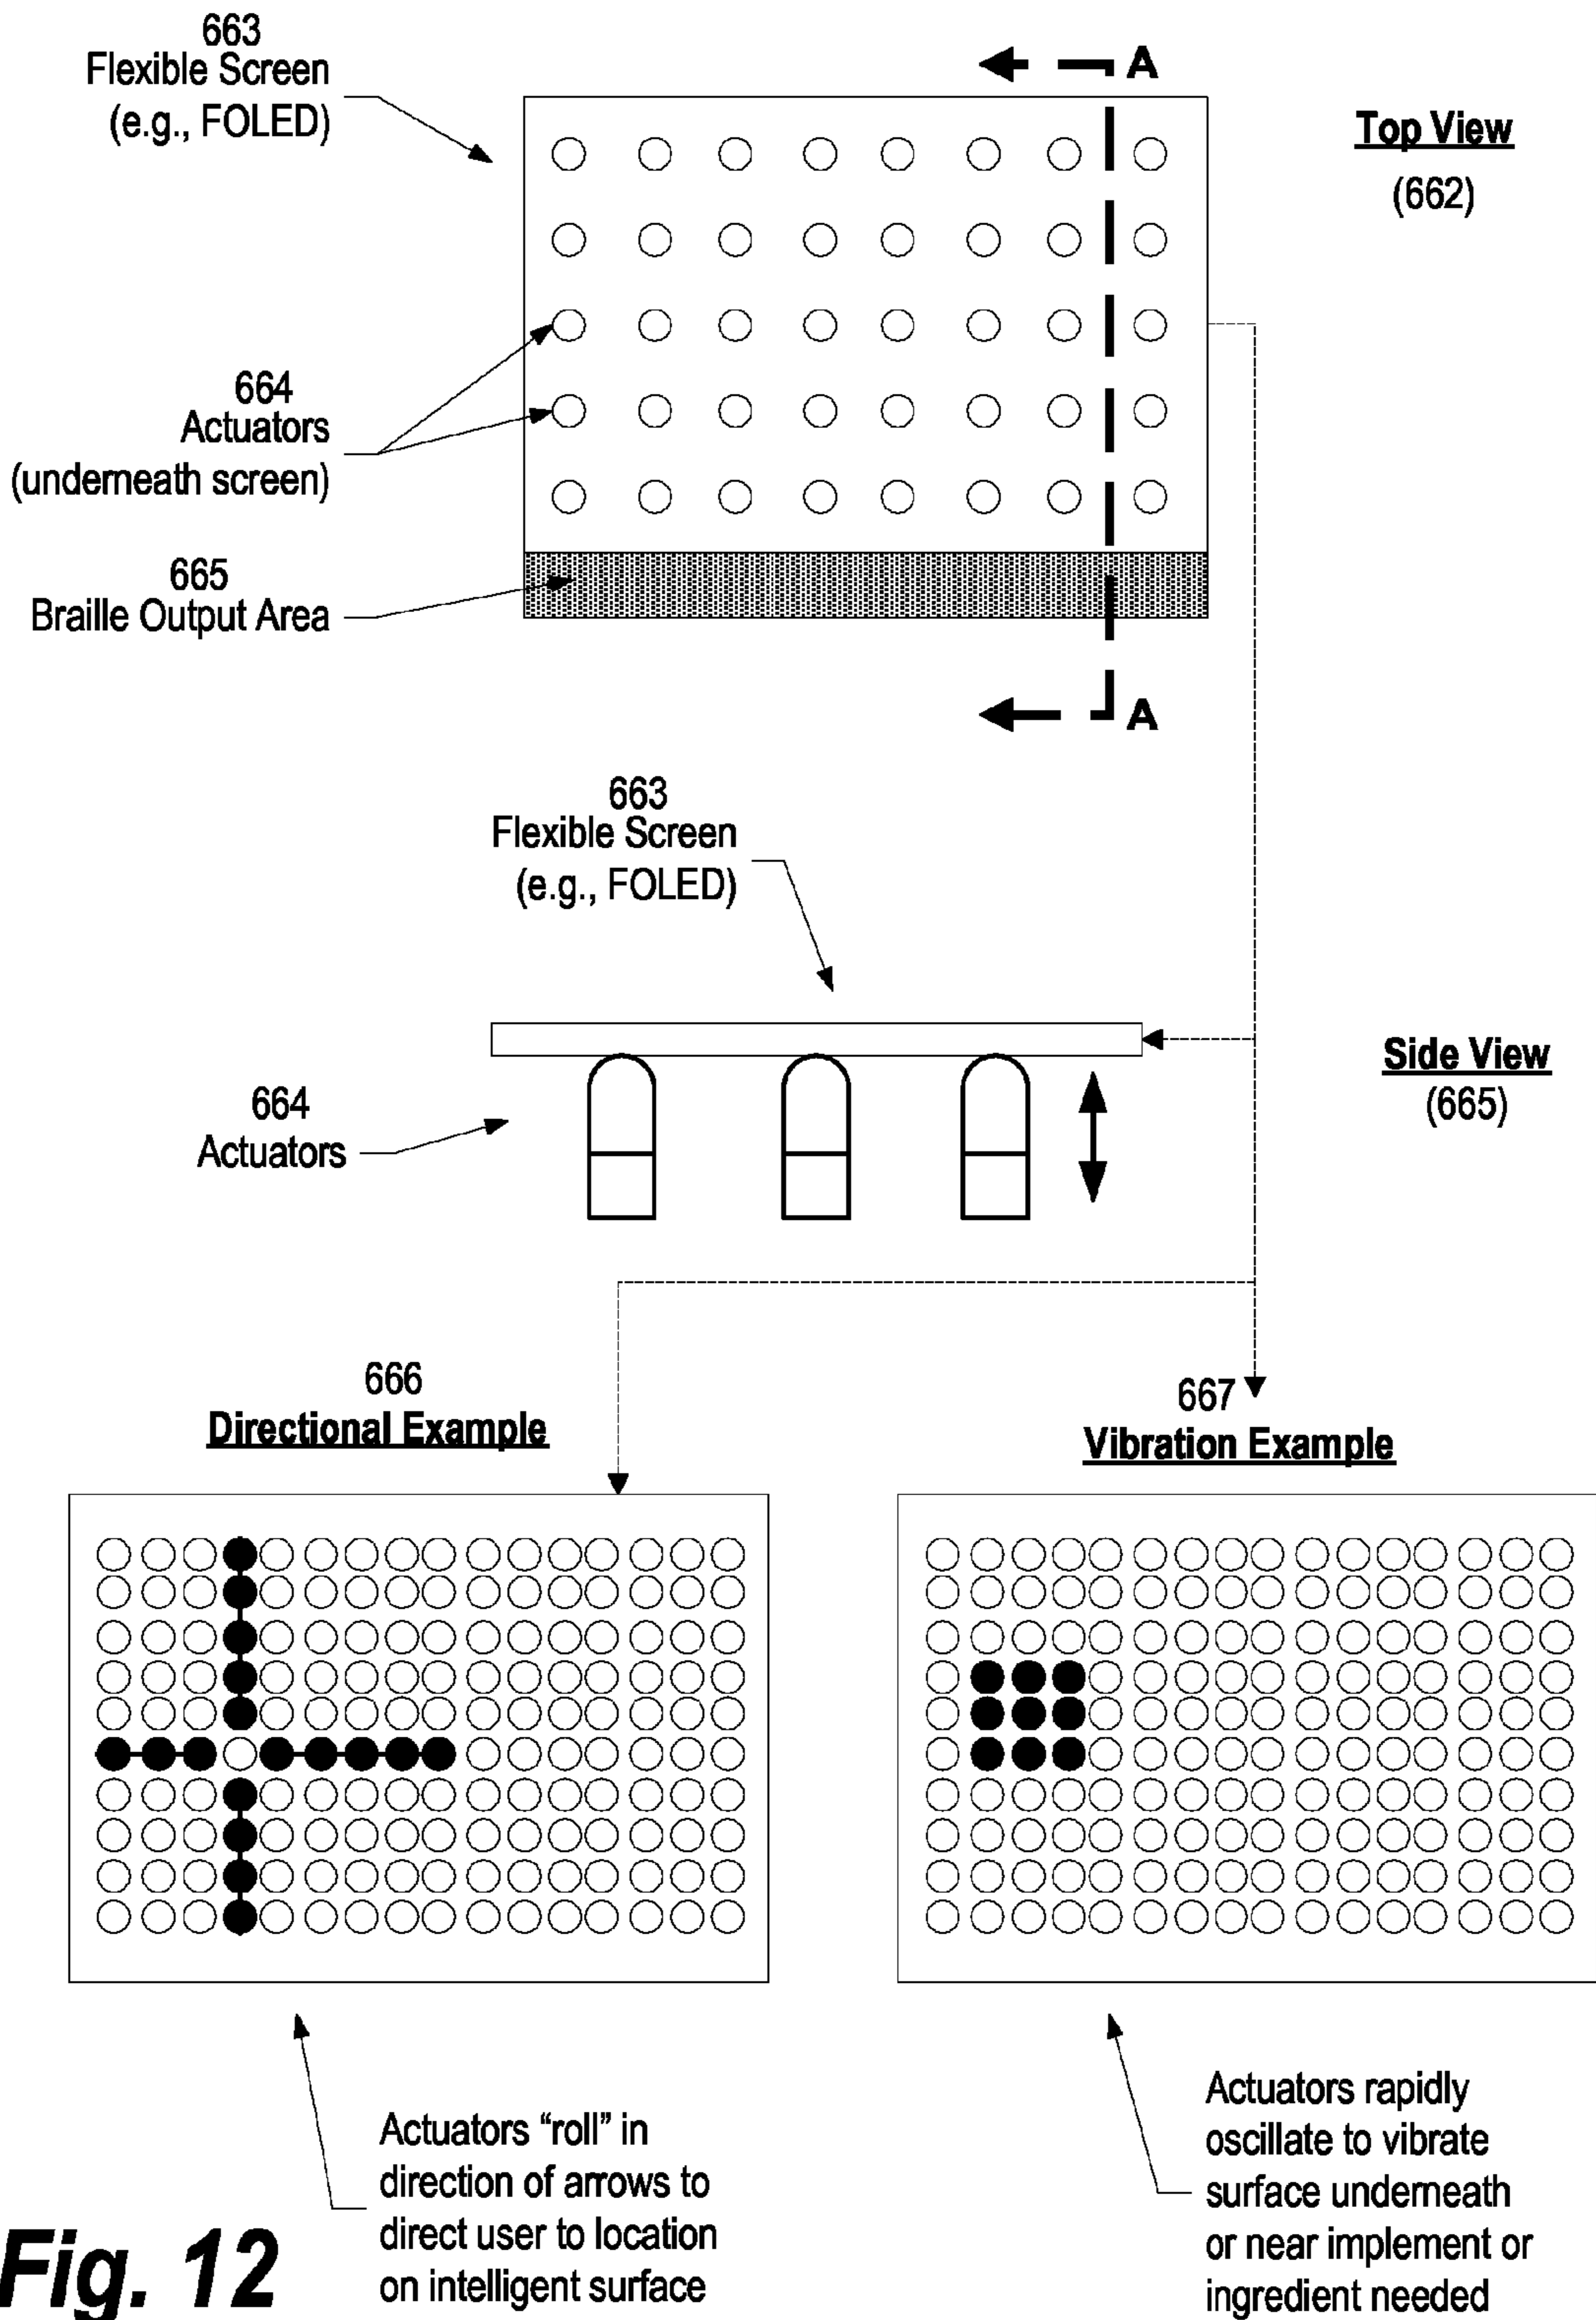 663
Flexible Screen
(e.g., FOLED)
A
Top View
(662)
664
Actuators
(underneath screen)
665
Braille Output Area
A
663
Flexible Screen
(e.g., FOLED)
Side View
(665)
664
Actuators
666
Directional Example
667
Vibration Example
Actuators “roll” in
direction of arrows to
direct user to location
on intelligent surface
Actuators rapidly
oscillate to vibrate
surface underneath
or near implement or
ingredient needed
Fig. 12